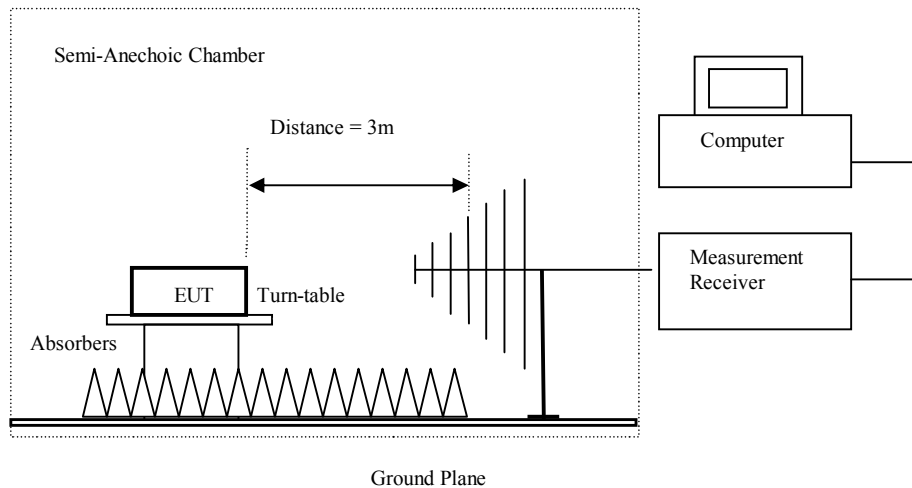 Semi-Anechoic Chamber
Distance = 3m
Computer
Measurement
Receiver
EUT
Turn-table
Absorbers
Ground Plane